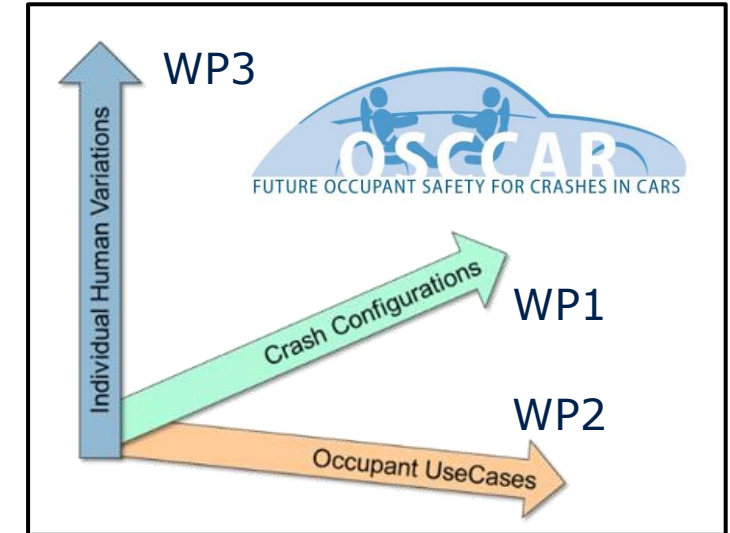 WP3
OSCCAR
FUTURE OCCUPANT SAFETY FOR CRASHES IN CARS
Individual Human Variations
Crash Configurations
WP1
WP2
Occupant UseCases